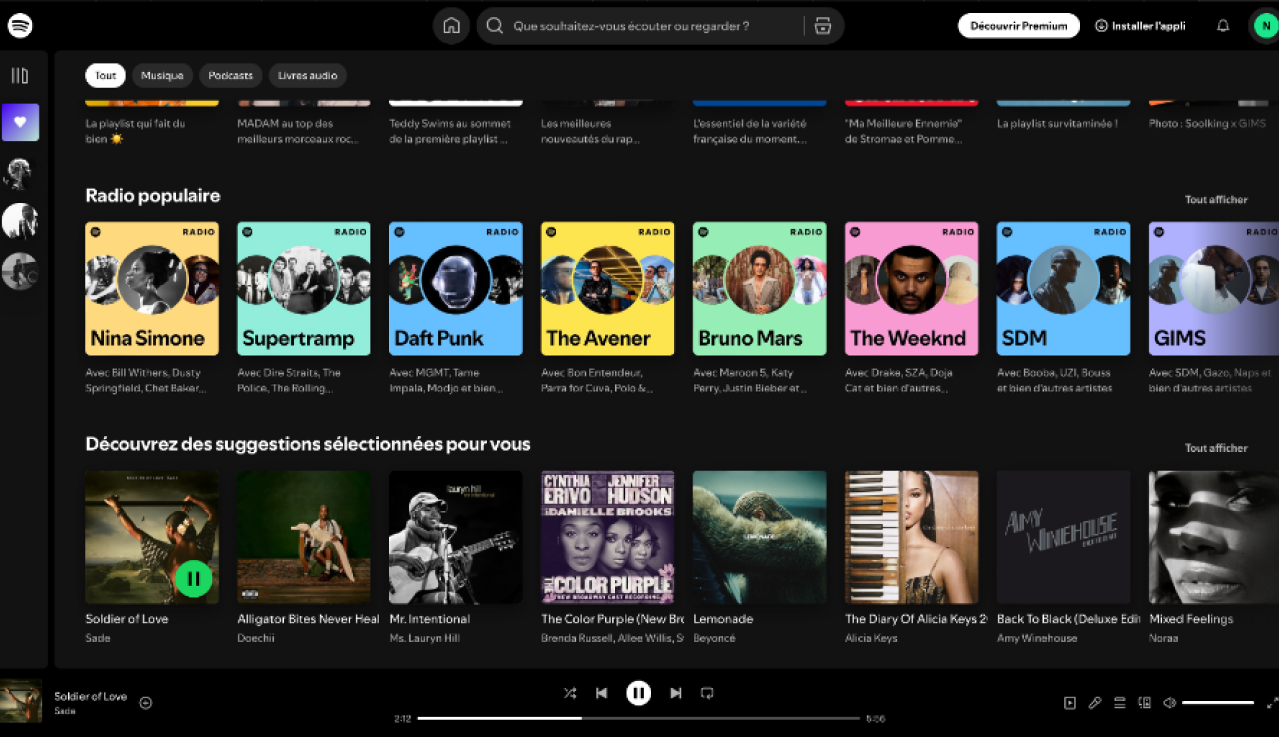 Que souhaitez-vous écouter ou regarder ?
Découvrir Premium
Installer l'appli
N
Tout
Musique
Podcasts
Livres audio
La playlist qui fait du
bien ☀️
MADAM au top des
meilleurs morceaux roc...
Teddy Swims au sommet
de la première playlist ...
Les meilleures
nouveautés du rap...
L'essentiel de la variété
française du moment...
"Ma Meilleure Ennemie"
de Stromae et Pomme...
La playlist survitaminée !
Photo : Soolking x GIMS
Radio populaire
Tout afficher
RADIO
Nina Simone
RADIO
Supertramp
RADIO
Daft Punk
RADIO
The Avener
RADIO
Bruno Mars
RADIO
The Weeknd
RADIO
SDM
RADIO
GIMS
Avec Bill Withers, Dusty
Springfield, Chet Baker...
Avec Dire Straits, The
Police, The Rolling...
Avec MGMT, Tame
Impala, Modjo et bien...
Avec Bon Entendeur,
Parra for Cuva, Polo &...
Avec Maroon 5, Katy
Perry, Justin Bieber et...
Avec Drake, SZA, Doja
Cat et bien d'autres...
Avec Booba, UZI, Bouss
et bien d'autres artistes
Avec SDM, Gazo, Naps et
bien d'autres artistes
Découvrez des suggestions sélectionnées pour vous
Tout afficher
SOLDIER OF LOVE SADE
lauryn hill
mr. intentional
CYNTHIA JENNIFER
ERIVO HUDSON
DANIELLE BROOKS
THE
COLOR PURPLE
NEW BROADWAY CAST RECORDING
LEMONADE
AMY
WINEHOUSE
Soldier of Love
Sade
Alligator Bites Never Heal
Doechii
Mr. Intentional
Ms. Lauryn Hill
The Color Purple (New Bro
Brenda Russell, Allee Willis, S
Lemonade
Beyoncé
The Diary Of Alicia Keys 2
Alicia Keys
Back To Black (Deluxe Edit
Amy Winehouse
Mixed Feelings
Noraa
Soldier of Love
Sade
2:12
5:56